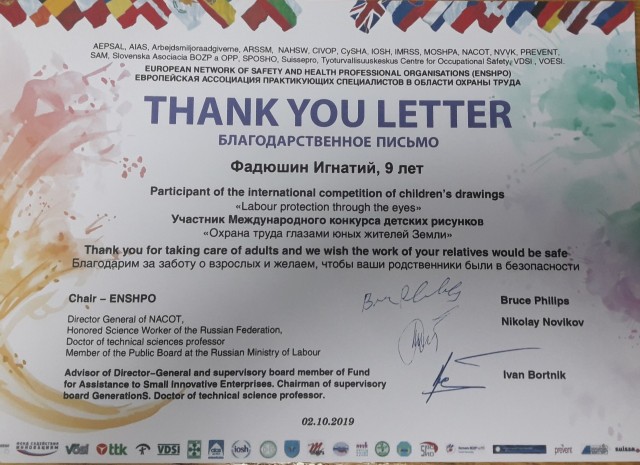 AEPSAL, AIAS, Arbejdsmiljoraadgiverne, ARSSM, NAHSW, CIVOP, CySHA, IOSH, IMRSS, MOSHPA, NACOT, NVVK, PREVENT.
SAM, Slovenska Asociacia BOZP a OPP, SPOSHO, Suissepro, Tyoturvallisuuskeskus Centre for Occupational Safety, VDSI, VOESI.
EUROPEAN NETWORK OF SAFETY AND HEALTH PROFESSIONAL ORGANISATIONS (ENSHPO)
ЕВРОПЕЙСКАЯ АССОЦИАЦИЯ ПРАКТИКУЮЩИХ СПЕЦИАЛИСТОВ В ОБЛАСТИ ОХРАНЫ ТРУДА
THANK YOU LETTER
БЛАГОДАРСТВЕННОЕ ПИСЬМО
Фадюшин Игнатий, 9 лет
Participant of the international competition of children's drawings
«Labour protection through the eyes»
Участник Международного конкурса детских рисунков
«Охрана труда глазами юных жителей Земли»
Thank you for taking care of adults and we wish the work of your relatives would be safe
Благодарим за заботу о взрослых и желаем, чтобы ваши родственники были в безопасности
Chair – ENSHPO
Bruce Philips
Director General of NACOT,
Honored Science Worker of the Russian Federation,
Doctor of technical sciences professor
Member of the Public Board at the Russian Ministry of Labour
Nikolay Novikov
Advisor of Director-General and supervisory board member of Fund
for Assistance to Small Innovative Enterprises. Chairman of supervisory
board GenerationS. Doctor of technical science professor.
Ivan Bortnik
02.10.2019
vösi ttk VDSI iosh prevent suisse